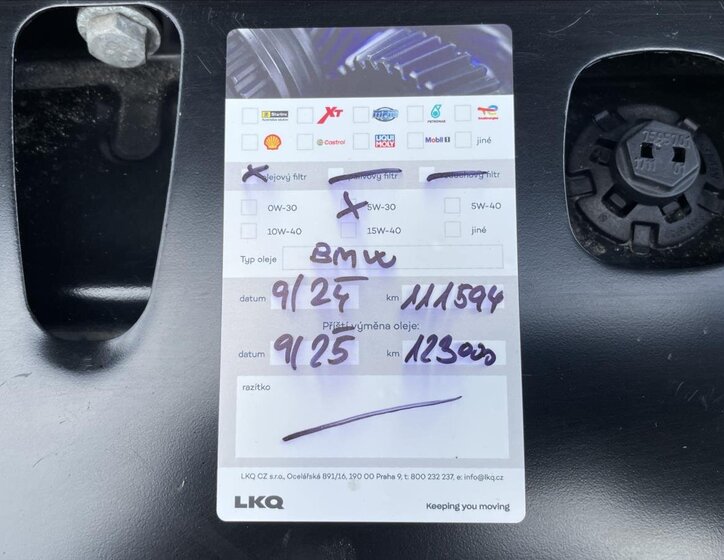 Starline XT MPM PETRONAS TotalEnergies
Castrol LIQUI MOLY Mobil 1 jiné
X olejový filtr palivový filtr vzduchový filtr
0W-30 X 5W-30 5W-40
10W-40 15W-40 jiné
Typ oleje BMW
datum 9/24 km 111594
Příští výměna oleje:
datum 9/25 km 123000
razítko
LKQ CZ s.r.o., Ocelářská 891/16, 190 00 Praha 9, t: 800 232 237, e: info@lkq.cz
LKQ Keeping you moving